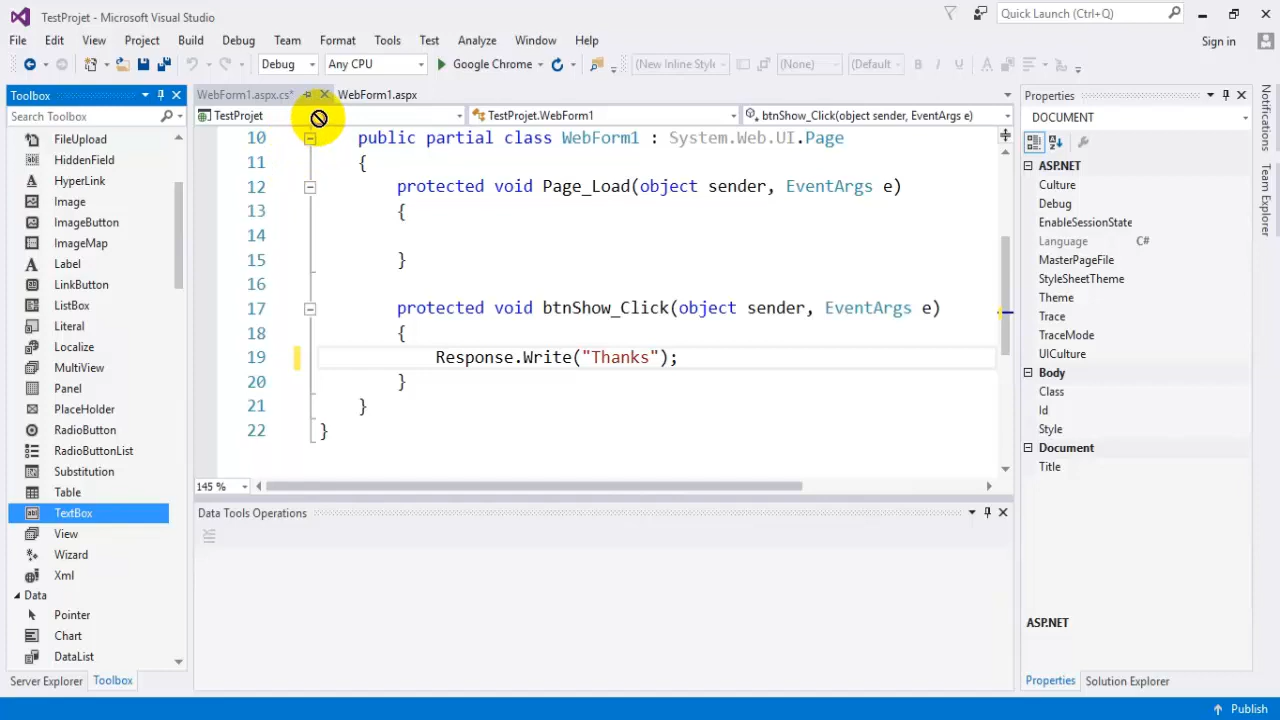 TestProjet - Microsoft Visual Studio
Quick Launch (Ctrl+Q)
File Edit View Project Build Debug Team Format Tools Test Analyze Window Help
Sign in
Debug Any CPU Google Chrome (New Inline Styl (None) (Default B I U A
Toolbox
Search Toolbox
FileUpload
HiddenField
HyperLink
Image
ImageButton
ImageMap
Label
LinkButton
ListBox
Literal
Localize
MultiView
Panel
PlaceHolder
RadioButton
RadioButtonList
Substitution
Table
TextBox
View
Wizard
Xml
Data
Pointer
Chart
DataList
Server Explorer Toolbox
WebForm1.aspx.cs* WebForm1.aspx
TestProjet TestProjet.WebForm1 btnShow_Click(object sender, EventArgs e)
10 public partial class WebForm1 : System.Web.UI.Page
11 {
12 protected void Page_Load(object sender, EventArgs e)
13 {
14
15 }
16
17 protected void btnShow_Click(object sender, EventArgs e)
18 {
19 Response.Write("Thanks");
20 }
21 }
22 }
145 %
Data Tools Operations
Properties
DOCUMENT
ASP.NET
Culture
Debug
EnableSessionState
Language C#
MasterPageFile
StyleSheetTheme
Theme
Trace
TraceMode
UICulture
Body
Class
Id
Style
Document
Title
ASP.NET
Properties Solution Explorer
Notifications
Team Explorer
Publish